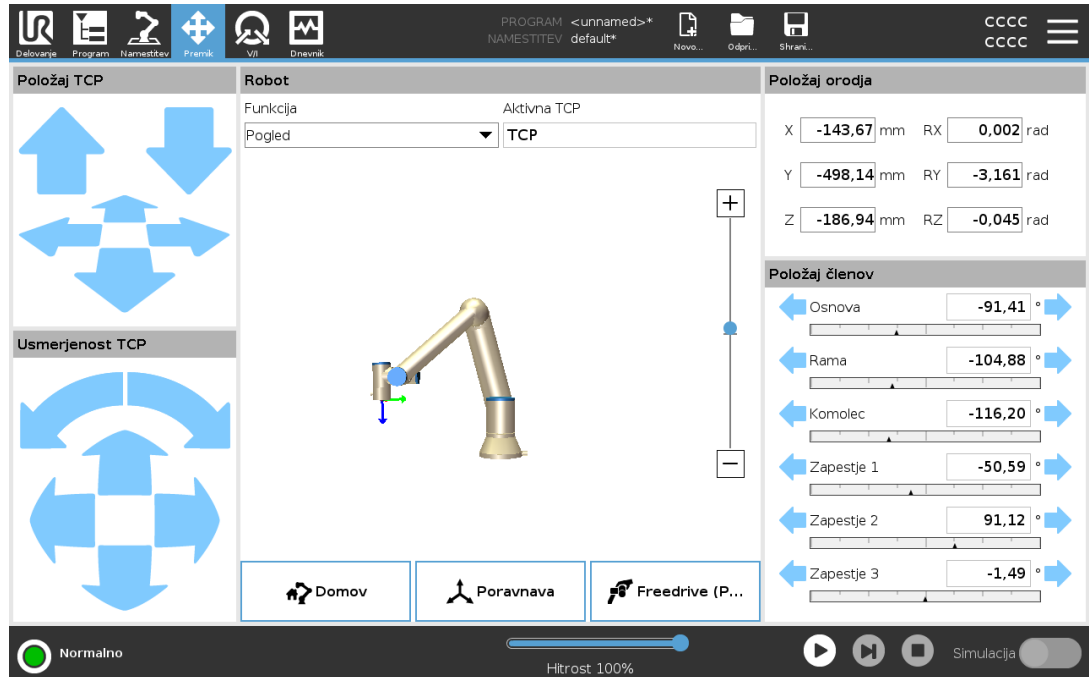 PROGRAM <unnamed>*
NAMESTITEV default*
CCCC
CCCC
Delovanje Program Namestitev Premik V/I Dnevnik Novo... Odpri... Shrani...
Položaj TCP
Robot
Položaj orodja
Funkcija Aktivna TCP
Pogled TCP
X -143,67 mm RX 0,002 rad
Y -498,14 mm RY -3,161 rad
Z -186,94 mm RZ -0,045 rad
Položaj členov
Osnova -91,41 °
Rama -104,88 °
Komolec -116,20 °
Zapestje 1 -50,59 °
Zapestje 2 91,12 °
Zapestje 3 -1,49 °
Usmerjenost TCP
Domov Poravnava Freedrive (P...
Normalno
Hitrost 100%
Simulacija